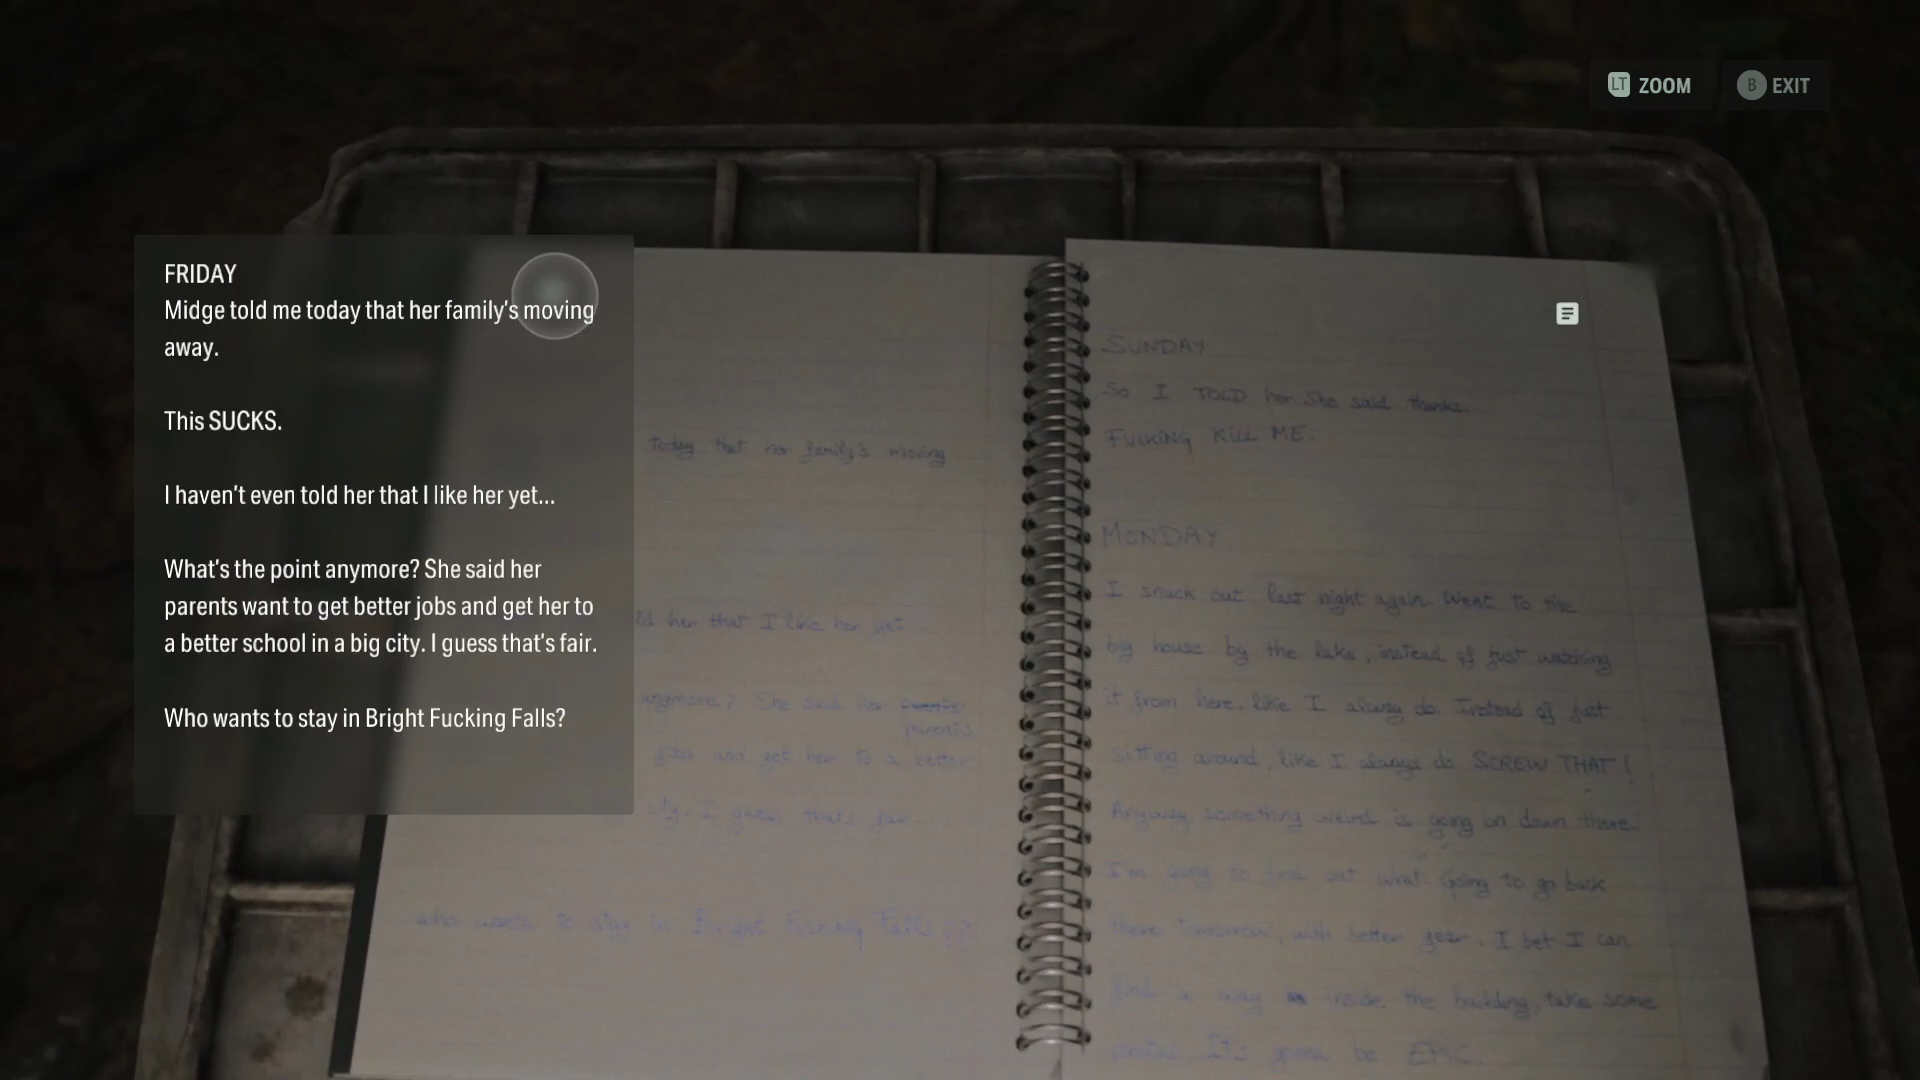 LT ZOOM B EXIT
FRIDAY
Midge told me today that her family's moving
away.
This SUCKS.
I haven't even told her that I like her yet...
What's the point anymore? She said her
parents want to get better jobs and get her to
a better school in a big city. I guess that's fair.
Who wants to stay in Bright Fucking Falls?
today that her family's moving
ld her that I like her yet...
anymore? She said her
parents
jobs and get her to a better
city. I guess that's fair.
who wants to stay in Bright Fucking Falls??
SUNDAY
So I TOLD her She said thanks.
FUCKING KILL ME.
MONDAY
I snuck out last night again. Went to the
big house by the lake, instead of just watching
it from here, like I always do. Instead of just
sitting around, like I always do SCREW THAT!
Anyway something weird is going on down there.
I'm going to find out what. Going to go back
there tomorrow, with better gear. I bet I can
find a way inside the building, take some
photos. It's gonna be EPIC.